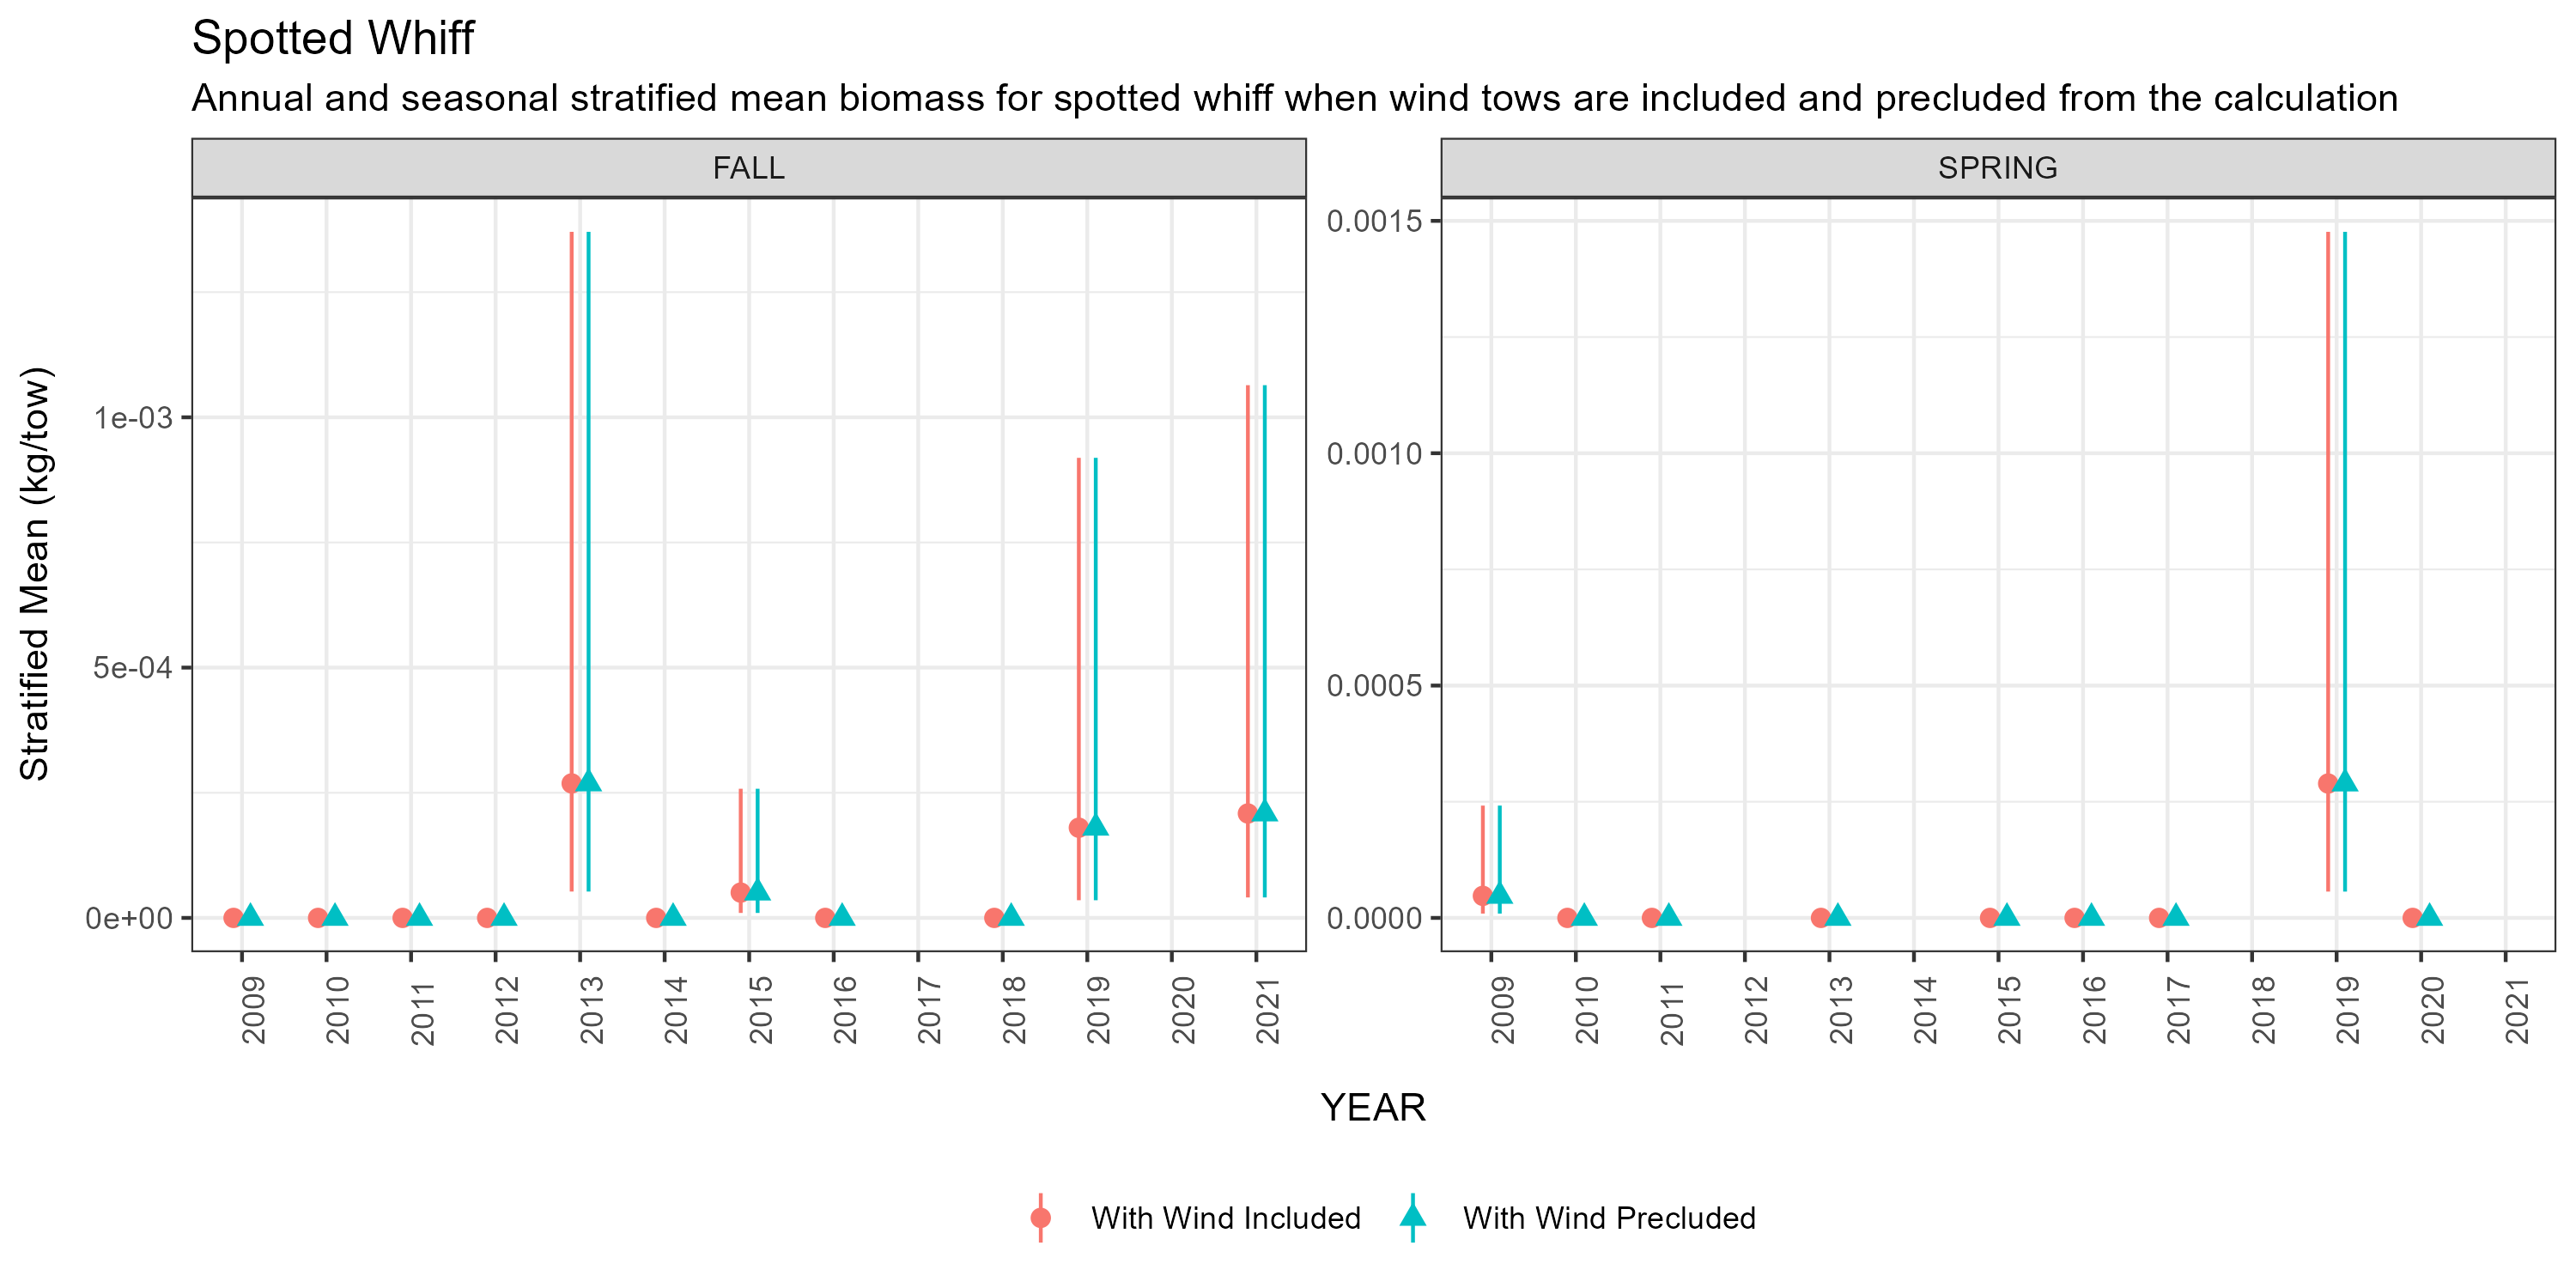 Spotted Whiff
Annual and seasonal stratified mean biomass for spotted whiff when wind tows are included and precluded from the calculation
FALL
SPRING
Stratified Mean (kg/tow)
1e-03
5e-04
0e+00
0.0015
0.0010
0.0005
0.0000
2009 2010 2011 2012 2013 2014 2015 2016 2017 2018 2019 2020 2021
2009 2010 2011 2012 2013 2014 2015 2016 2017 2018 2019 2020 2021
YEAR
With Wind Included
With Wind Precluded